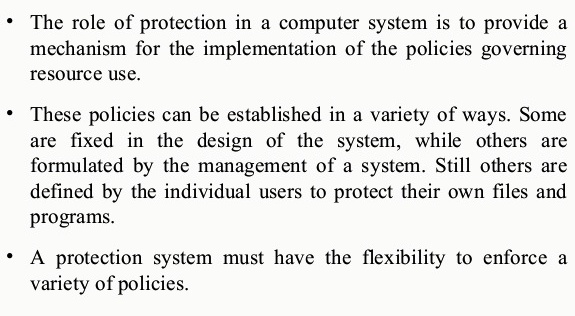 • The role of protection in a computer system is to provide a
mechanism for the implementation of the policies governing
resource use.
• These policies can be established in a variety of ways. Some
are fixed in the design of the system, while others are
formulated by the management of a system. Still others are
defined by the individual users to protect their own files and
programs.
• A protection system must have the flexibility to enforce a
variety of policies.